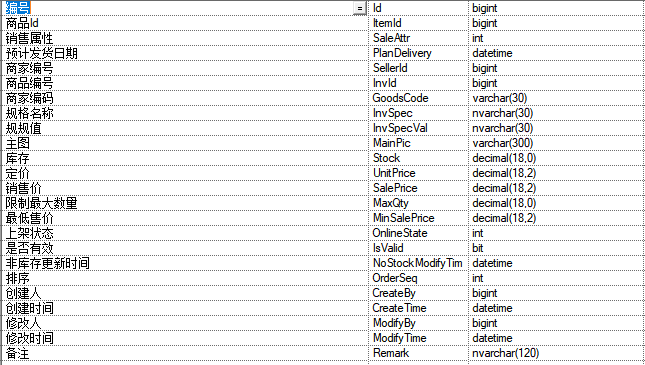 编号 = Id bigint
商品Id ItemId bigint
销售属性 SaleAttr int
预计发货日期 PlanDelivery datetime
商家编号 SellerId bigint
商品编号 InvId bigint
商家编码 GoodsCode varchar(30)
规格名称 InvSpec nvarchar(30)
规规值 InvSpecVal nvarchar(30)
主图 MainPic varchar(300)
库存 Stock decimal(18,0)
定价 UnitPrice decimal(18,2)
销售价 SalePrice decimal(18,2)
限制最大数量 MaxQty decimal(18,0)
最低售价 MinSalePrice decimal(18,2)
上架状态 OnlineState int
是否有效 IsValid bit
非库存更新时间 NoStockModifyTim datetime
排序 OrderSeq int
创建人 CreateBy bigint
创建时间 CreateTime datetime
修改人 ModifyBy bigint
修改时间 ModifyTime datetime
备注 Remark nvarchar(120)